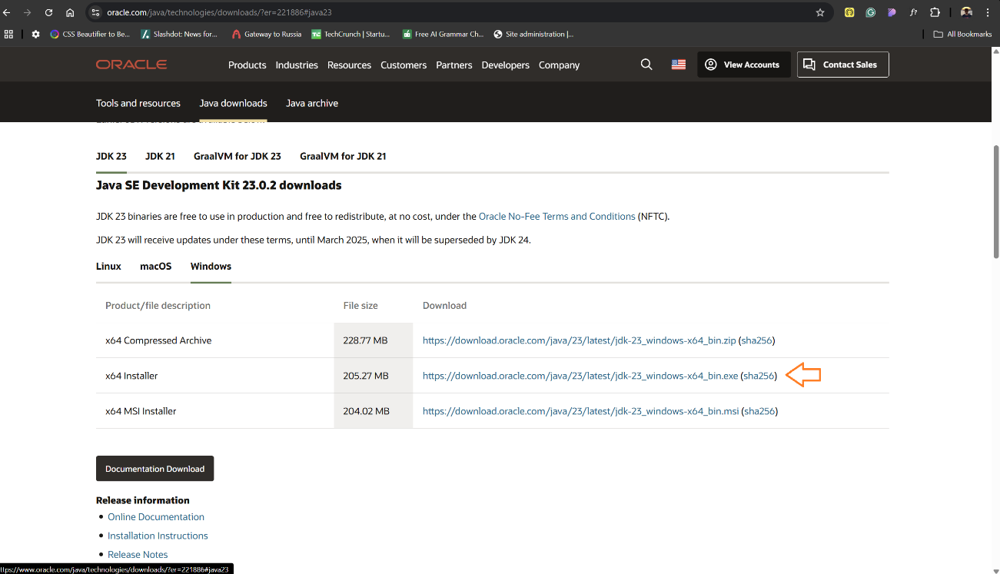 oracle.com/java/technologies/downloads/?er=221886#java23
CSS Beautifier to Be...
Slashdot: News for...
Gateway to Russia
TechCrunch | Startu...
Free AI Grammar Ch...
Site administration |...
All Bookmarks
ORACLE
Products Industries Resources Customers Partners Developers Company
View Accounts
Contact Sales
Tools and resources Java downloads Java archive
JDK 23 JDK 21 GraalVM for JDK 23 GraalVM for JDK 21
Java SE Development Kit 23.0.2 downloads
JDK 23 binaries are free to use in production and free to redistribute, at no cost, under the Oracle No-Fee Terms and Conditions (NFTC).
JDK 23 will receive updates under these terms, until March 2025, when it will be superseded by JDK 24.
Linux macOS Windows
Product/file description File size Download
x64 Compressed Archive 228.77 MB https://download.oracle.com/java/23/latest/jdk-23_windows-x64_bin.zip (sha256)
x64 Installer 205.27 MB https://download.oracle.com/java/23/latest/jdk-23_windows-x64_bin.exe (sha256)
x64 MSI Installer 204.02 MB https://download.oracle.com/java/23/latest/jdk-23_windows-x64_bin.msi (sha256)
Documentation Download
Release information
Online Documentation
Installation Instructions
Release Notes
ttps://www.oracle.com/java/technologies/downloads/?er=221886#java23